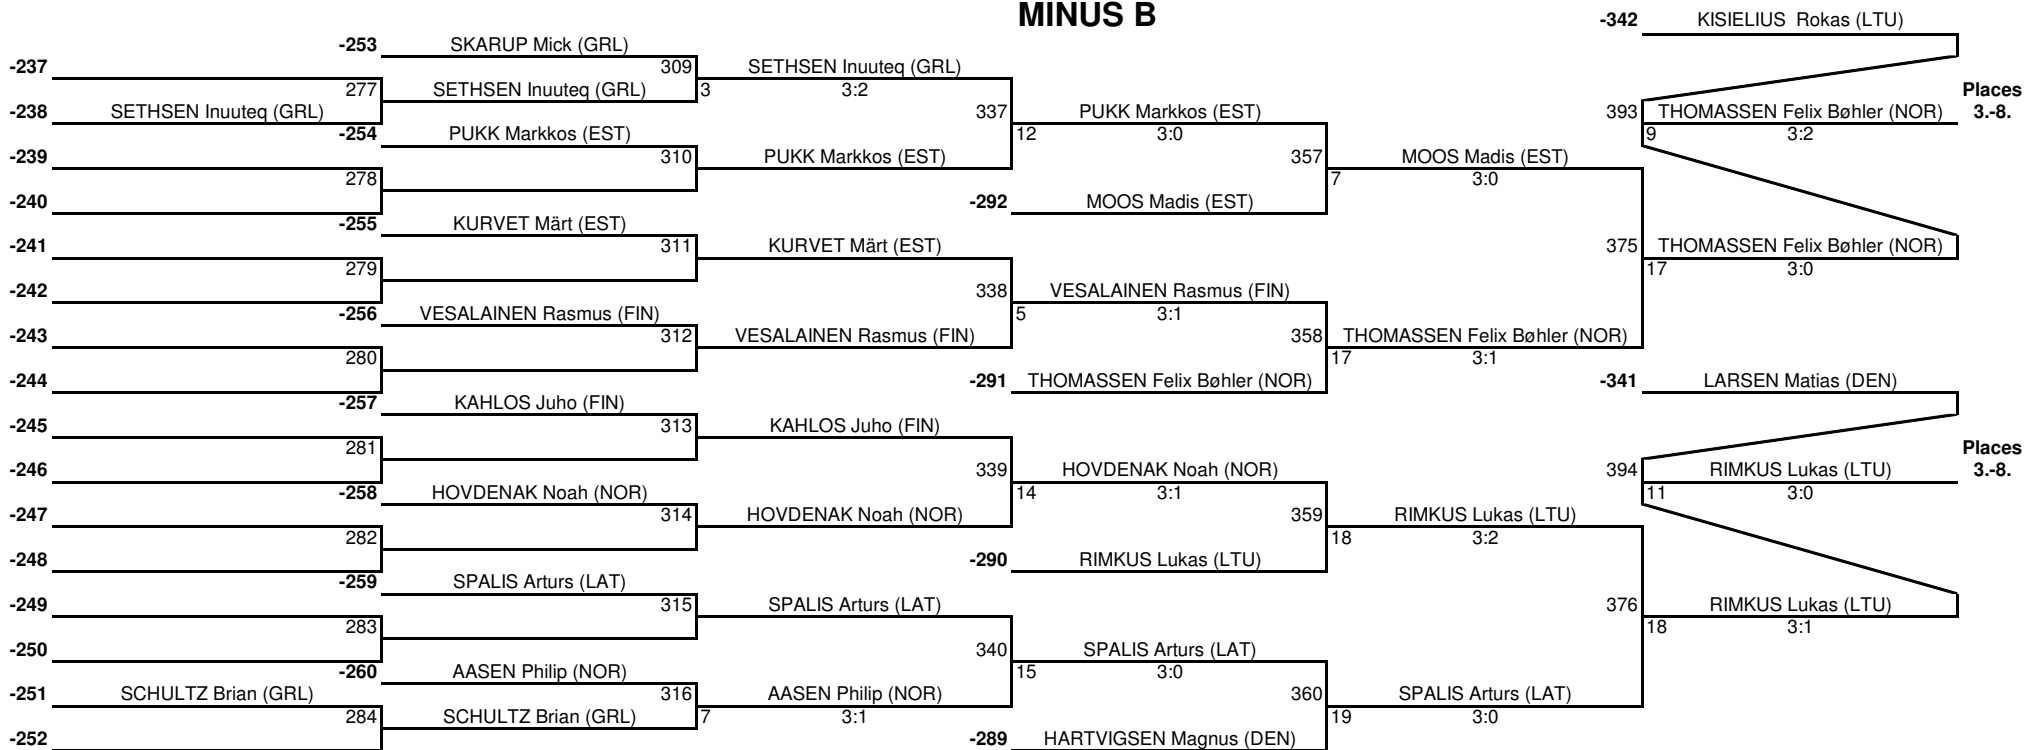 MINUS B
-342 KISIELIUS Rokas (LTU)
-253 SKARUP Mick (GRL)
-237 309 SETHSEN Inuuteq (GRL)
277 SETHSEN Inuuteq (GRL) 3 3:2 Places
-238 SETHSEN Inuuteq (GRL) 337 PUKK Markkos (EST) 393 THOMASSEN Felix Bøhler (NOR) 3.-8.
-254 PUKK Markkos (EST) 12 3:0 9 3:2
-239 310 PUKK Markkos (EST) 357 MOOS Madis (EST)
278 7 3:0
-240 -292 MOOS Madis (EST)
-255 KURVET Märt (EST)
-241 311 KURVET Märt (EST) 375 THOMASSEN Felix Bøhler (NOR)
279 17 3:0
-242 338 VESALAINEN Rasmus (FIN)
-256 VESALAINEN Rasmus (FIN) 5 3:1
-243 312 VESALAINEN Rasmus (FIN) 358 THOMASSEN Felix Bøhler (NOR)
280 17 3:1
-244 -291 THOMASSEN Felix Bøhler (NOR) -341 LARSEN Matias (DEN)
-257 KAHLOS Juho (FIN)
-245 313 KAHLOS Juho (FIN)
281 Places
-246 339 HOVDENAK Noah (NOR) 394 RIMKUS Lukas (LTU) 3.-8.
-258 HOVDENAK Noah (NOR) 14 3:1 11 3:0
-247 314 HOVDENAK Noah (NOR) 359 RIMKUS Lukas (LTU)
282 18 3:2
-248 -290 RIMKUS Lukas (LTU)
-259 SPALIS Arturs (LAT)
-249 315 SPALIS Arturs (LAT) 376 RIMKUS Lukas (LTU)
283 18 3:1
-250 340 SPALIS Arturs (LAT)
-260 AASEN Philip (NOR) 15 3:0
-251 SCHULTZ Brian (GRL) 316 AASEN Philip (NOR) 360 SPALIS Arturs (LAT)
284 SCHULTZ Brian (GRL) 7 3:1 19 3:0
-252 -289 HARTVIGSEN Magnus (DEN)